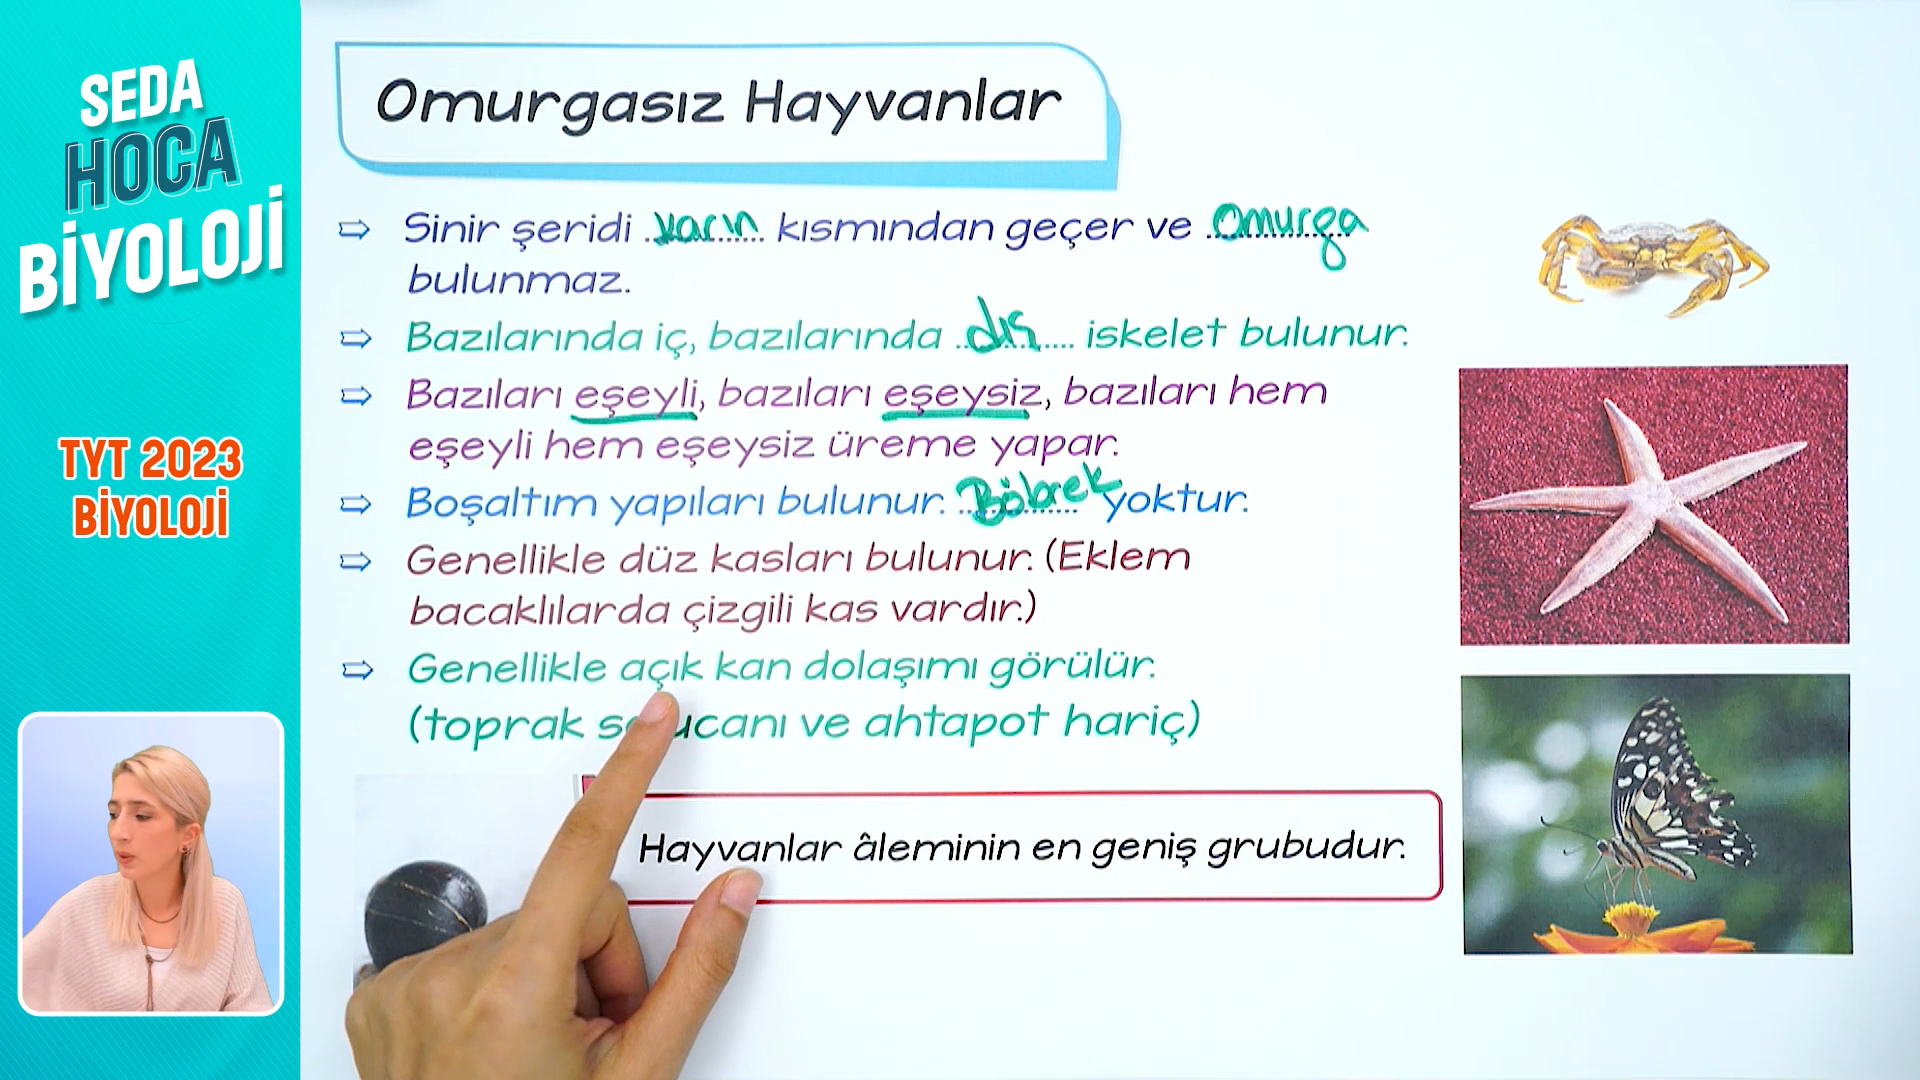 SEDA
HOCA
BİYOLOJİ
TYT 2023
BİYOLOJİ
Omurgasız Hayvanlar
Sinir şeridi karın kısmından geçer ve Omurga
bulunmaz.
Bazılarında iç, bazılarında dış iskelet bulunur.
Bazıları eşeyli, bazıları eşeysiz, bazıları hem
eşeyli hem eşeysiz üreme yapar.
Boşaltım yapıları bulunur. Böbrek yoktur.
Genellikle düz kasları bulunur. (Eklem
bacaklılarda çizgili kas vardır.)
Genellikle açık kan dolaşımı görülür.
(toprak ve ahtapot hariç)
Hayvanlar âleminin en geniş grubudur.